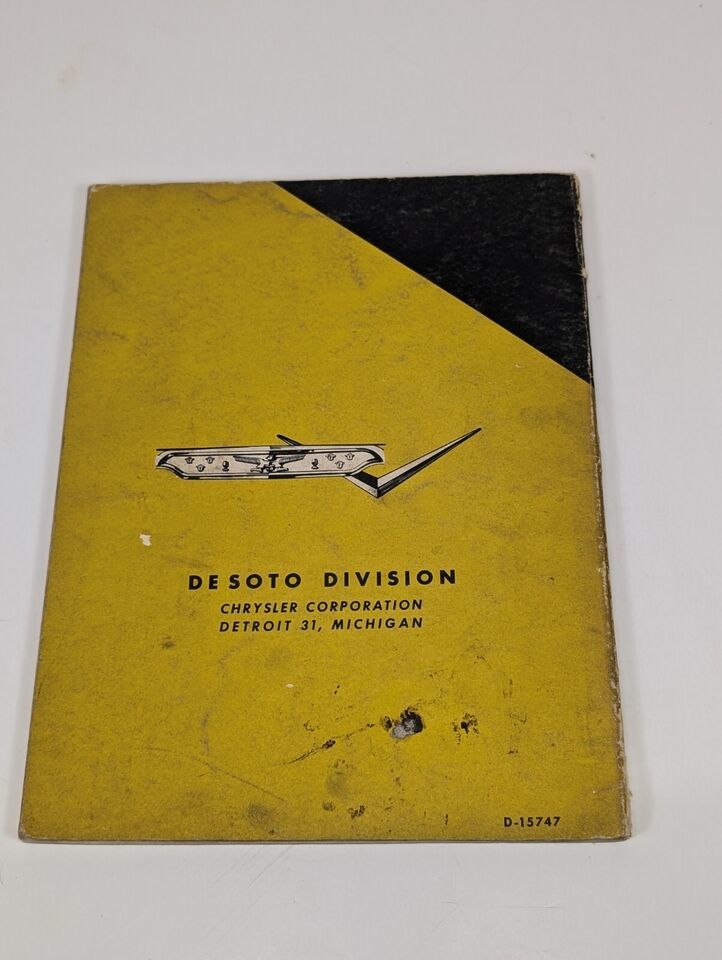 DE SOTO DIVISION
CHRYSLER CORPORATION
DETROIT 31, MICHIGAN
D-15747